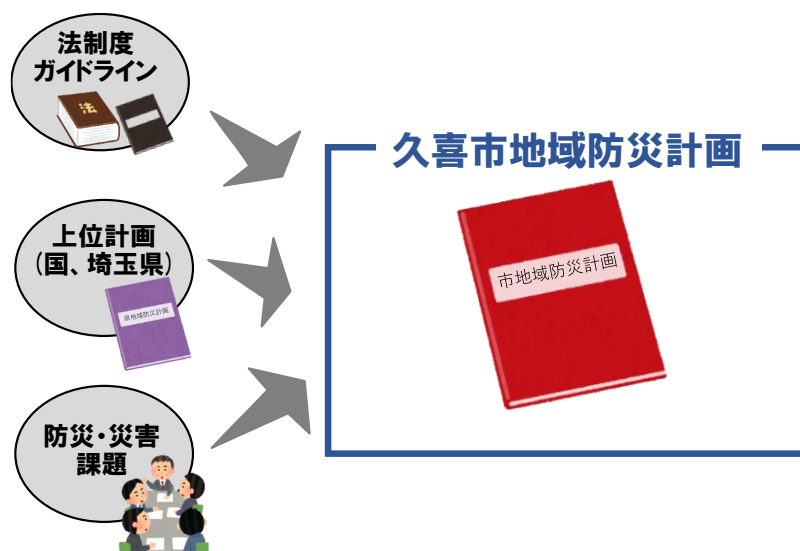 法制度
ガイドライン
法
上位計画
(国、埼玉県)
県地域防災計画
防災・災害
課題
久喜市地域防災計画
市地域防災計画